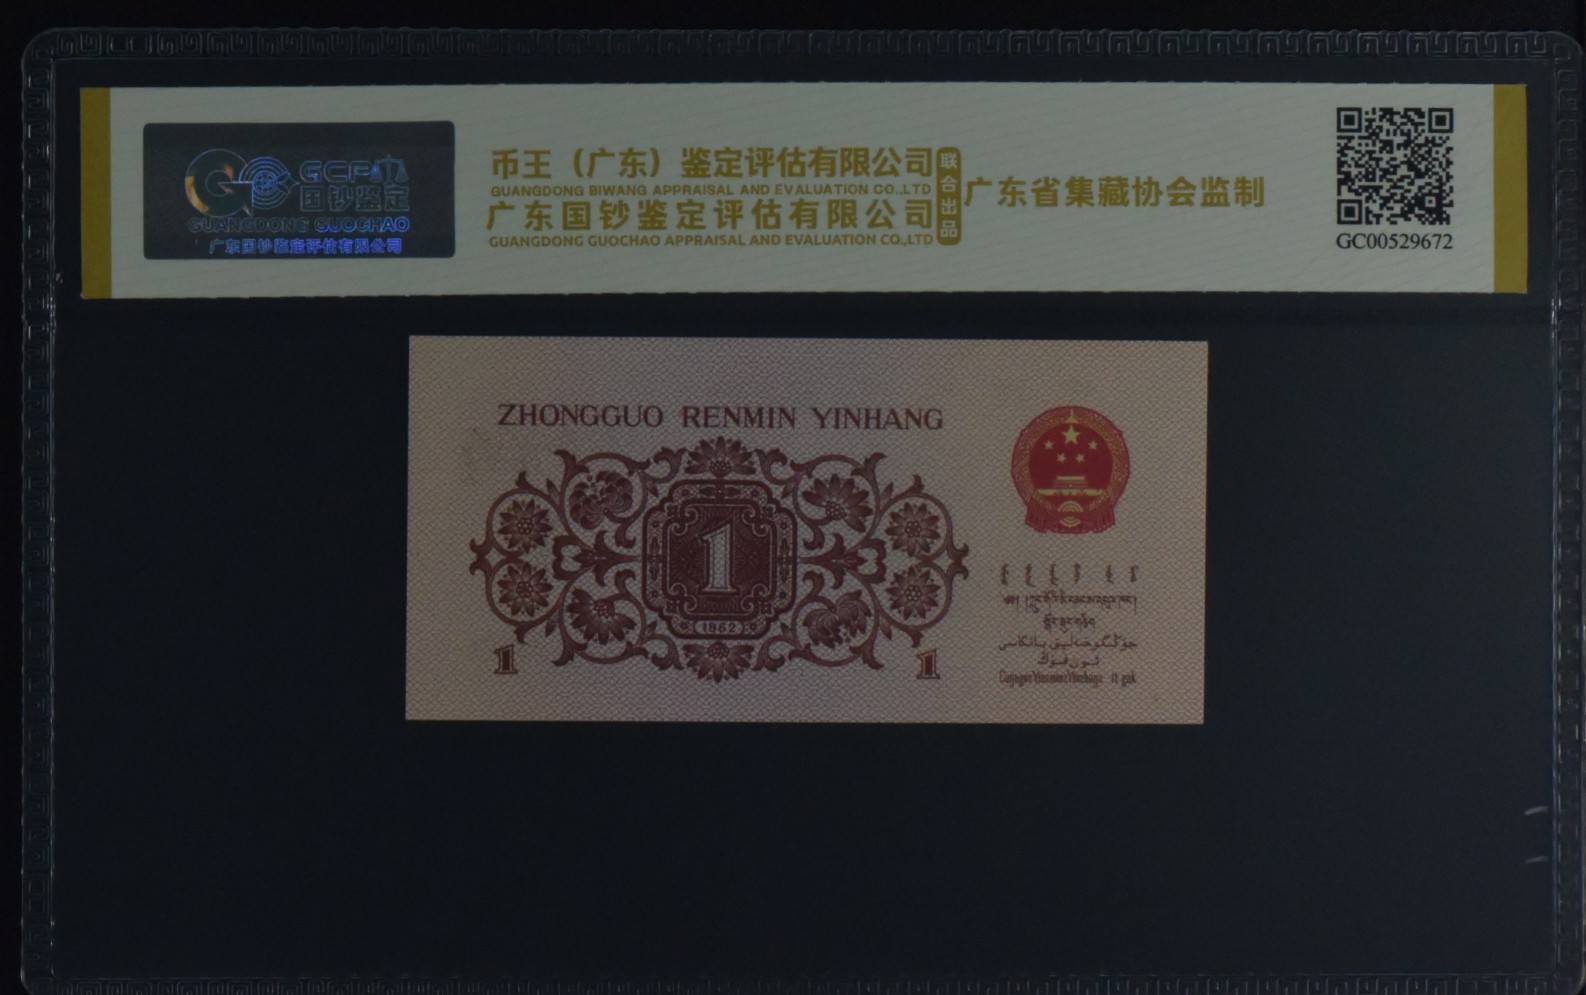 GCP
国钞鉴定
GUANGDONG GUOCHAO
广东国钞鉴定评估有限公司
币王（广东）鉴定评估有限公司
GUANGDONG BIWANG APPRAISAL AND EVALUATION CO.,LTD
广东国钞鉴定评估有限公司
GUANGDONG GUOCHAO APPRAISAL AND EVALUATION CO.,LTD
联合出品
广东省集藏协会监制
GC00529672
ZHONGGUO RENMIN YINHANG
1
1962
1
1
جۇڭگو خەلىق بانكىسى